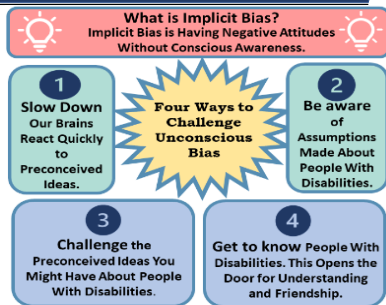 What is Implicit Bias?
Implicit Bias is Having Negative Attitudes
Without Conscious Awareness.
1
Slow Down
Our Brains
React Quickly
to
Preconceived
Ideas.
Four Ways to
Challenge
Unconscious
Bias
2
Be aware
of
Assumptions
Made About
People With
Disabilities.
3
Challenge the
Preconceived Ideas You
Might Have About People
With Disabilities.
4
Get to know People With
Disabilities. This Opens the
Door for Understanding
and Friendship.